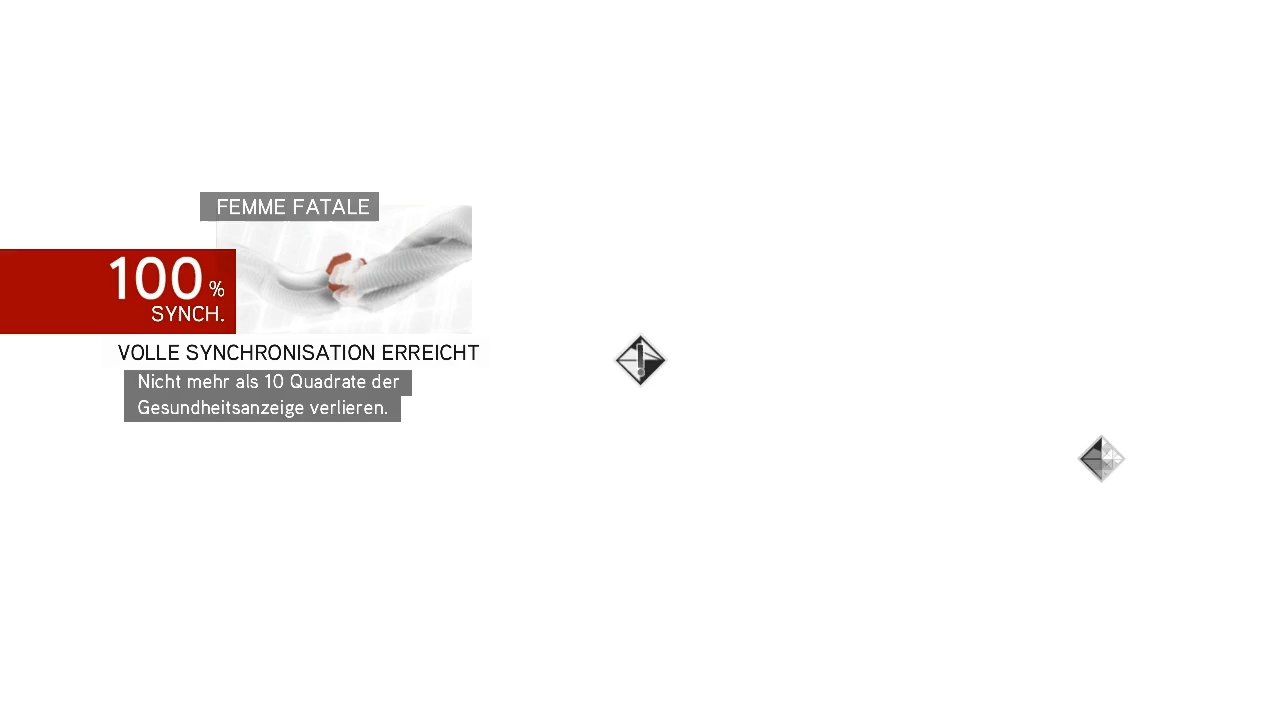 FEMME FATALE
100 %
SYNCH.
VOLLE SYNCHRONISATION ERREICHT
Nicht mehr als 10 Quadrate der
Gesundheitsanzeige verlieren.